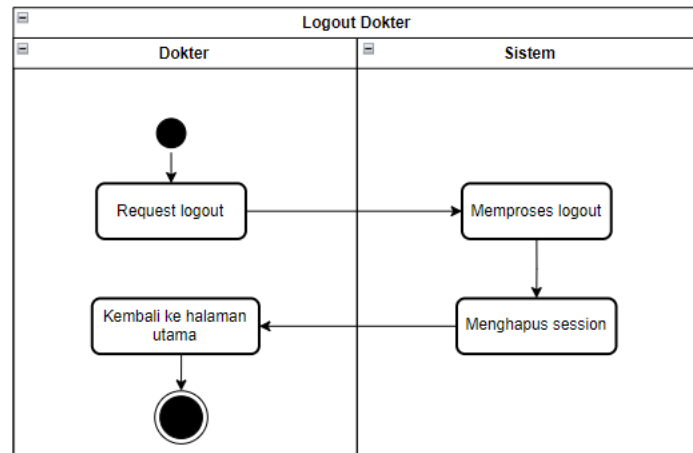 Logout Dokter
Dokter
Sistem
Request logout
Memproses logout
Kembali ke halaman
utama
Menghapus session